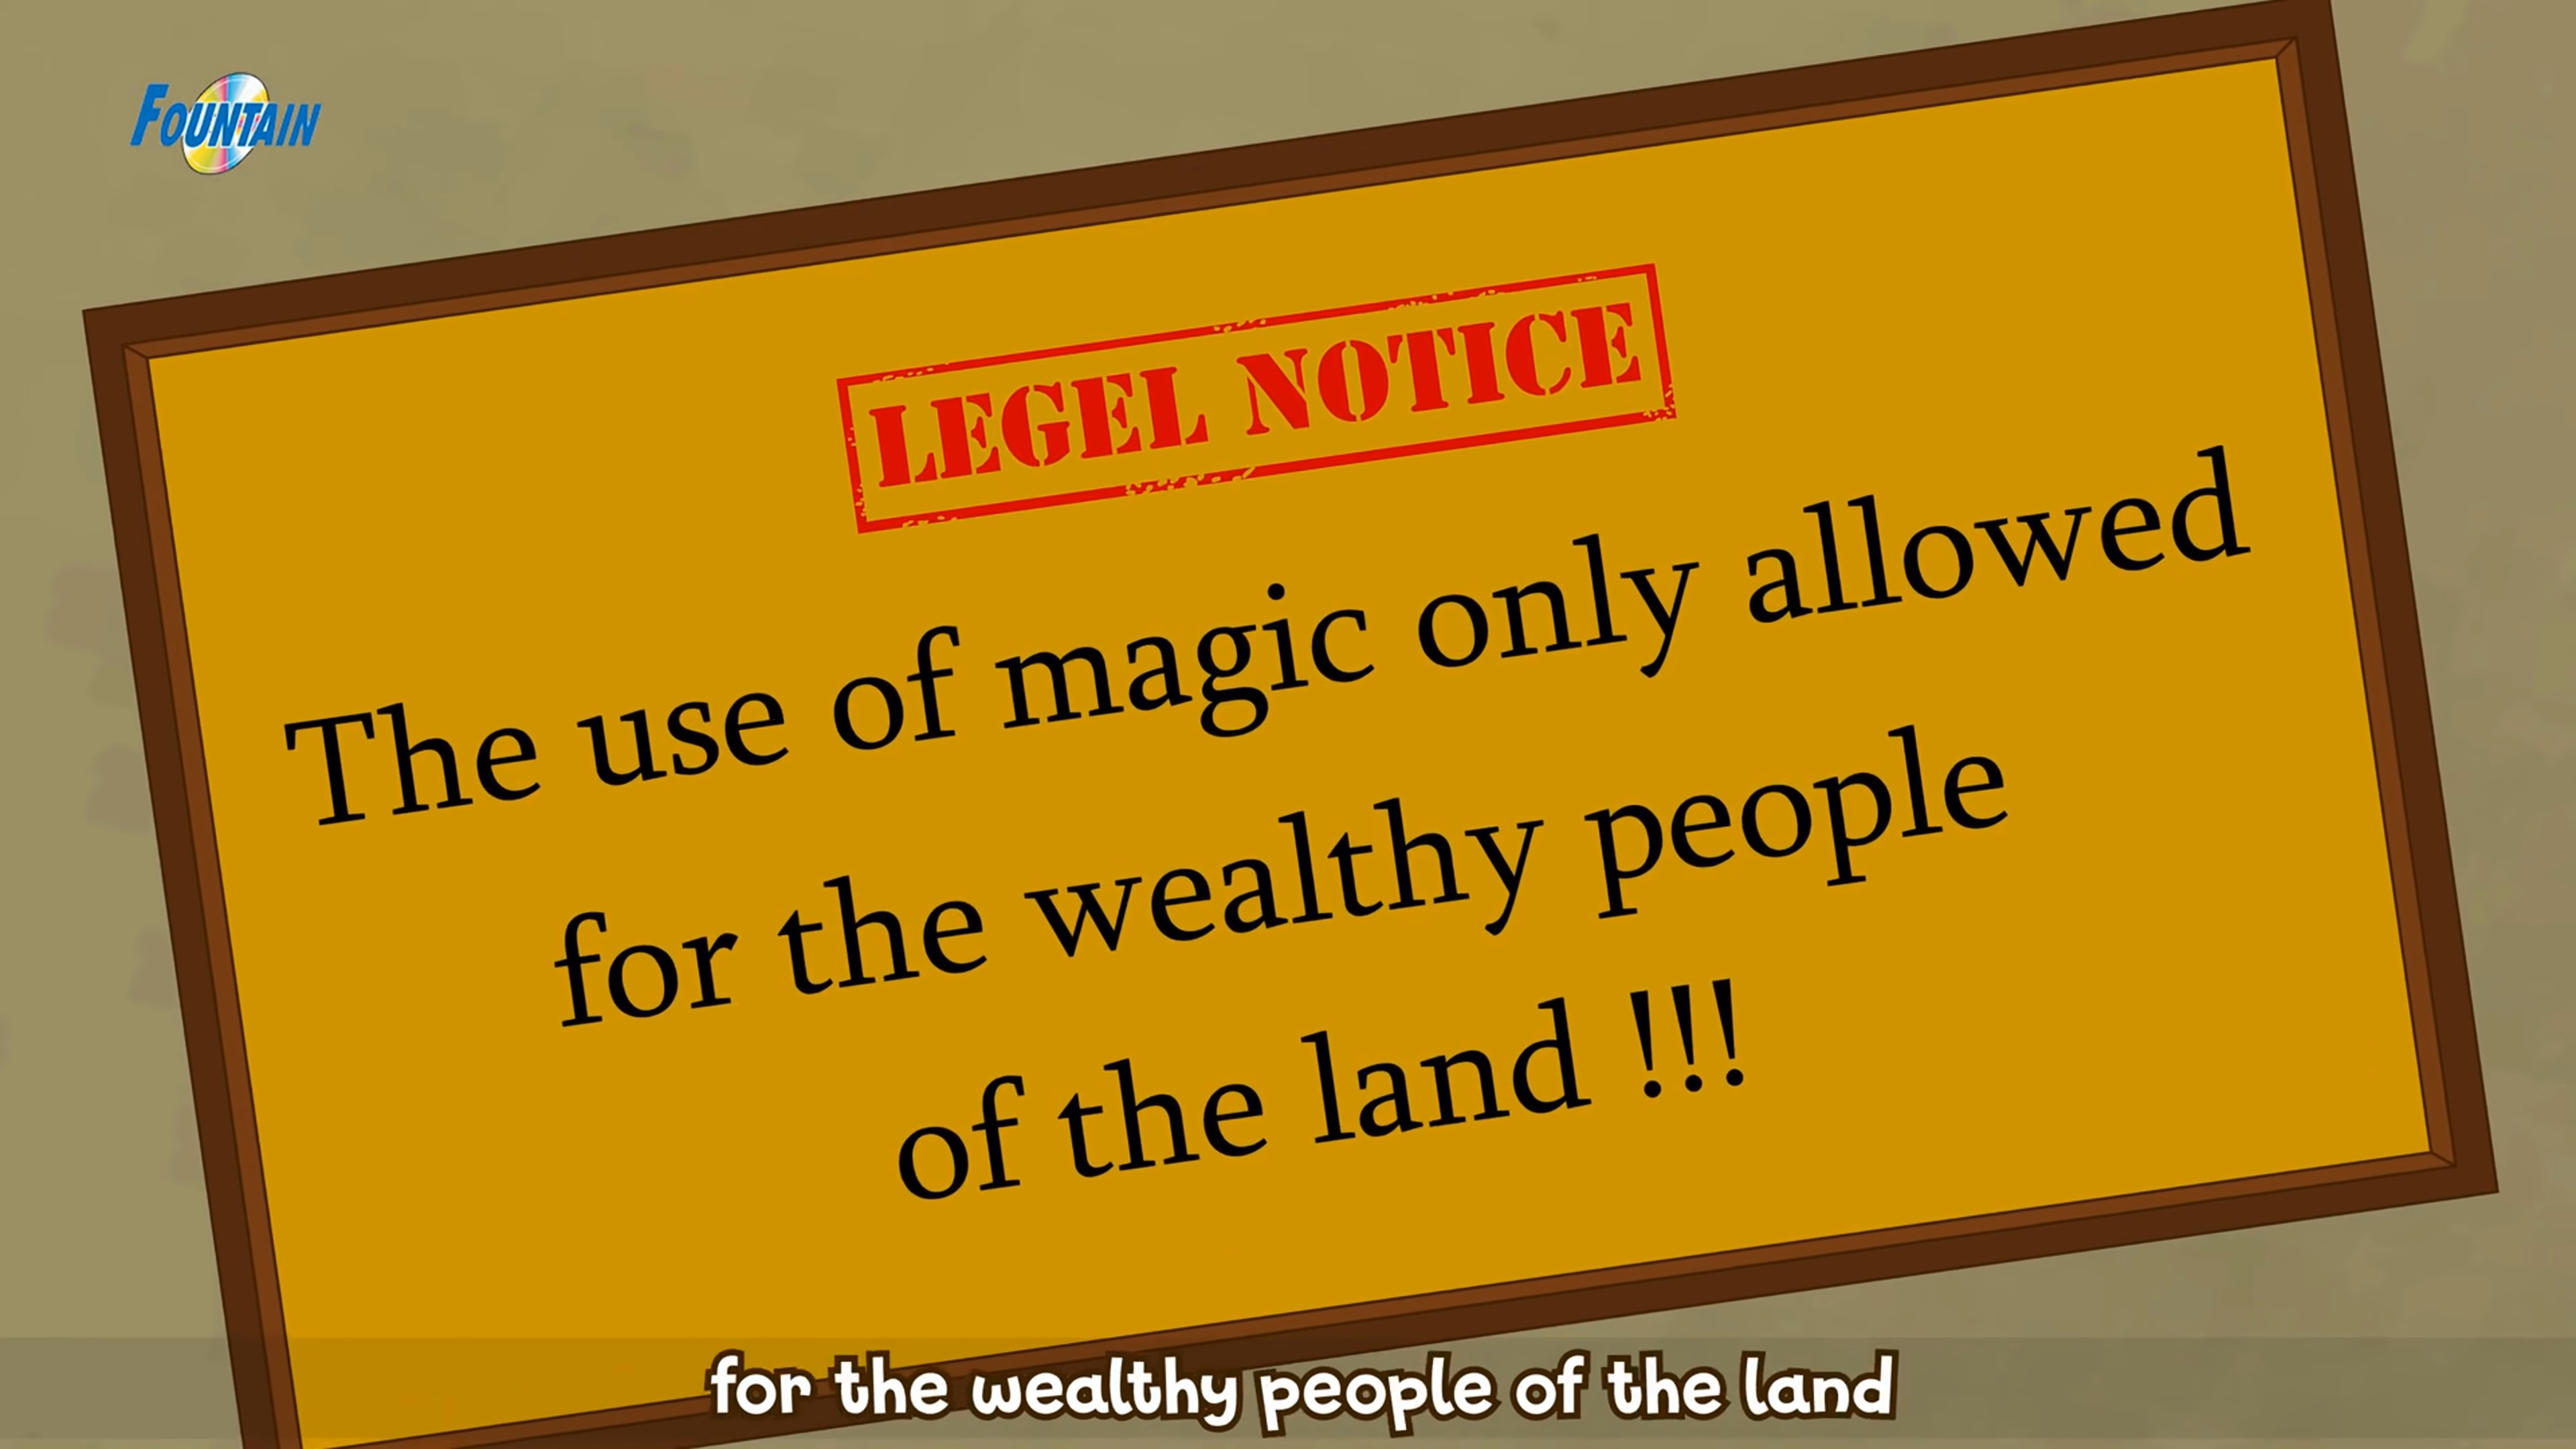 FOUNTAIN
LEGEL NOTICE
The use of magic only allowed
for the wealthy people
of the land !!!
for the wealthy people of the land